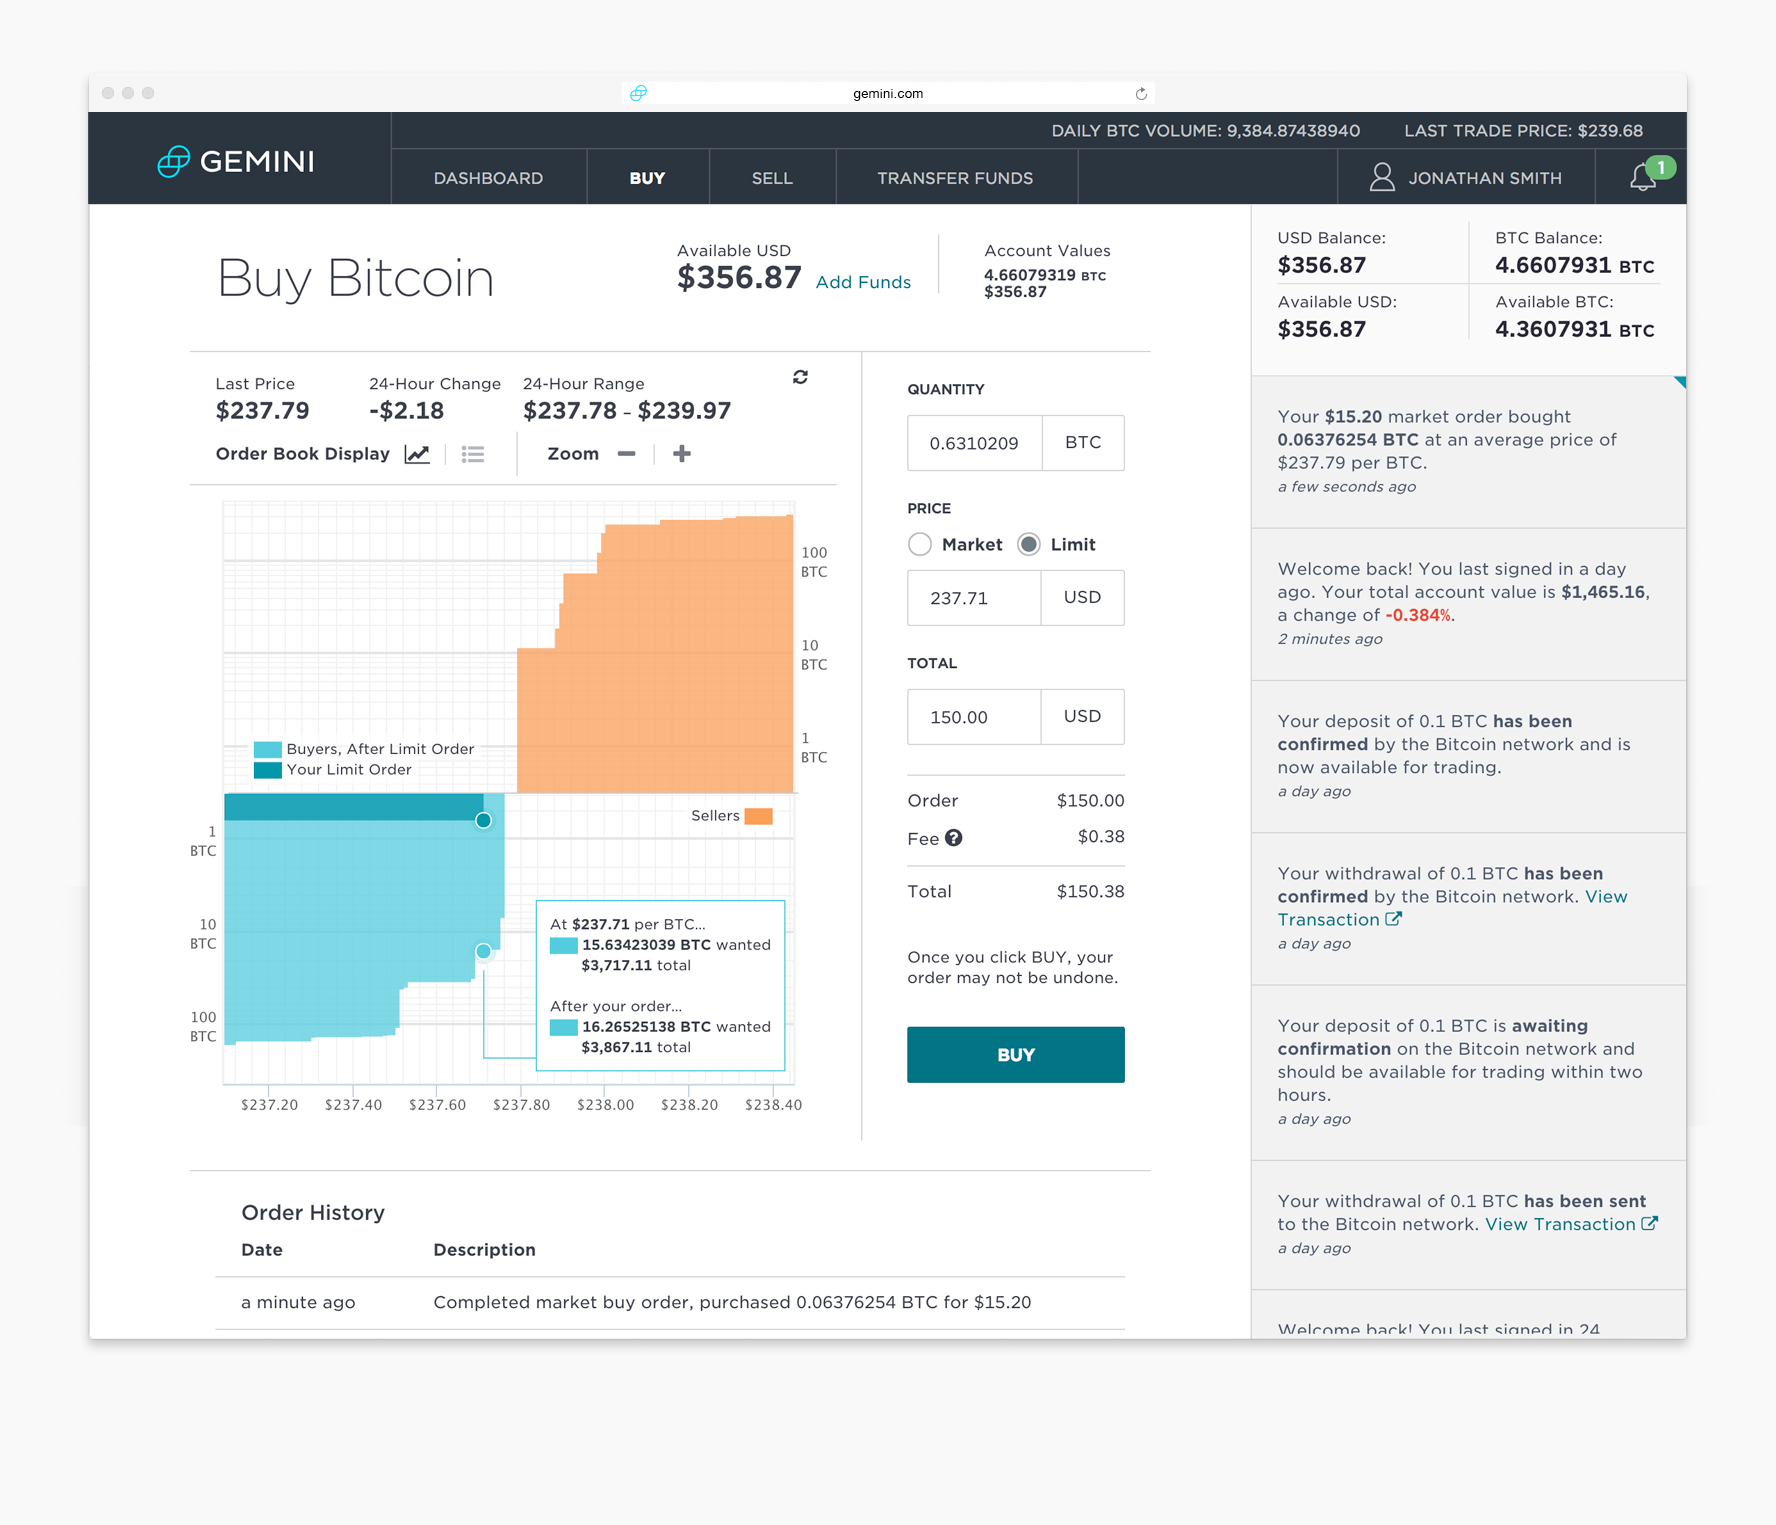 gemini.com
DAILY BTC VOLUME: 9,384.87438940 LAST TRADE PRICE: $239.68
GEMINI
DASHBOARD BUY SELL TRANSFER FUNDS JONATHAN SMITH 1
Buy Bitcoin
Available USD
$356.87 Add Funds
Account Values
4.66079319 BTC
$356.87
Last Price
$237.79
24-Hour Change
-$2.18
24-Hour Range
$237.78 - $239.97
Order Book Display
Zoom
100
BTC
10
BTC
1
BTC
Buyers, After Limit Order
Your Limit Order
Sellers
1
BTC
10
BTC
100
BTC
At $237.71 per BTC...
15.63423039 BTC wanted
$3,717.11 total
After your order...
16.26525138 BTC wanted
$3,867.11 total
$237.20 $237.40 $237.60 $237.80 $238.00 $238.20 $238.40
QUANTITY
0.6310209 BTC
PRICE
Market Limit
237.71 USD
TOTAL
150.00 USD
Order $150.00
Fee ? $0.38
Total $150.38
Once you click BUY, your
order may not be undone.
BUY
Order History
Date Description
a minute ago Completed market buy order, purchased 0.06376254 BTC for $15.20
USD Balance:
$356.87
BTC Balance:
4.6607931 BTC
Available USD:
$356.87
Available BTC:
4.3607931 BTC
Your $15.20 market order bought
0.06376254 BTC at an average price of
$237.79 per BTC.
a few seconds ago
Welcome back! You last signed in a day
ago. Your total account value is $1,465.16,
a change of -0.384%.
2 minutes ago
Your deposit of 0.1 BTC has been
confirmed by the Bitcoin network and is
now available for trading.
a day ago
Your withdrawal of 0.1 BTC has been
confirmed by the Bitcoin network. View
Transaction
a day ago
Your deposit of 0.1 BTC is awaiting
confirmation on the Bitcoin network and
should be available for trading within two
hours.
a day ago
Your withdrawal of 0.1 BTC has been sent
to the Bitcoin network. View Transaction
a day ago
Welcome back! You last signed in 24